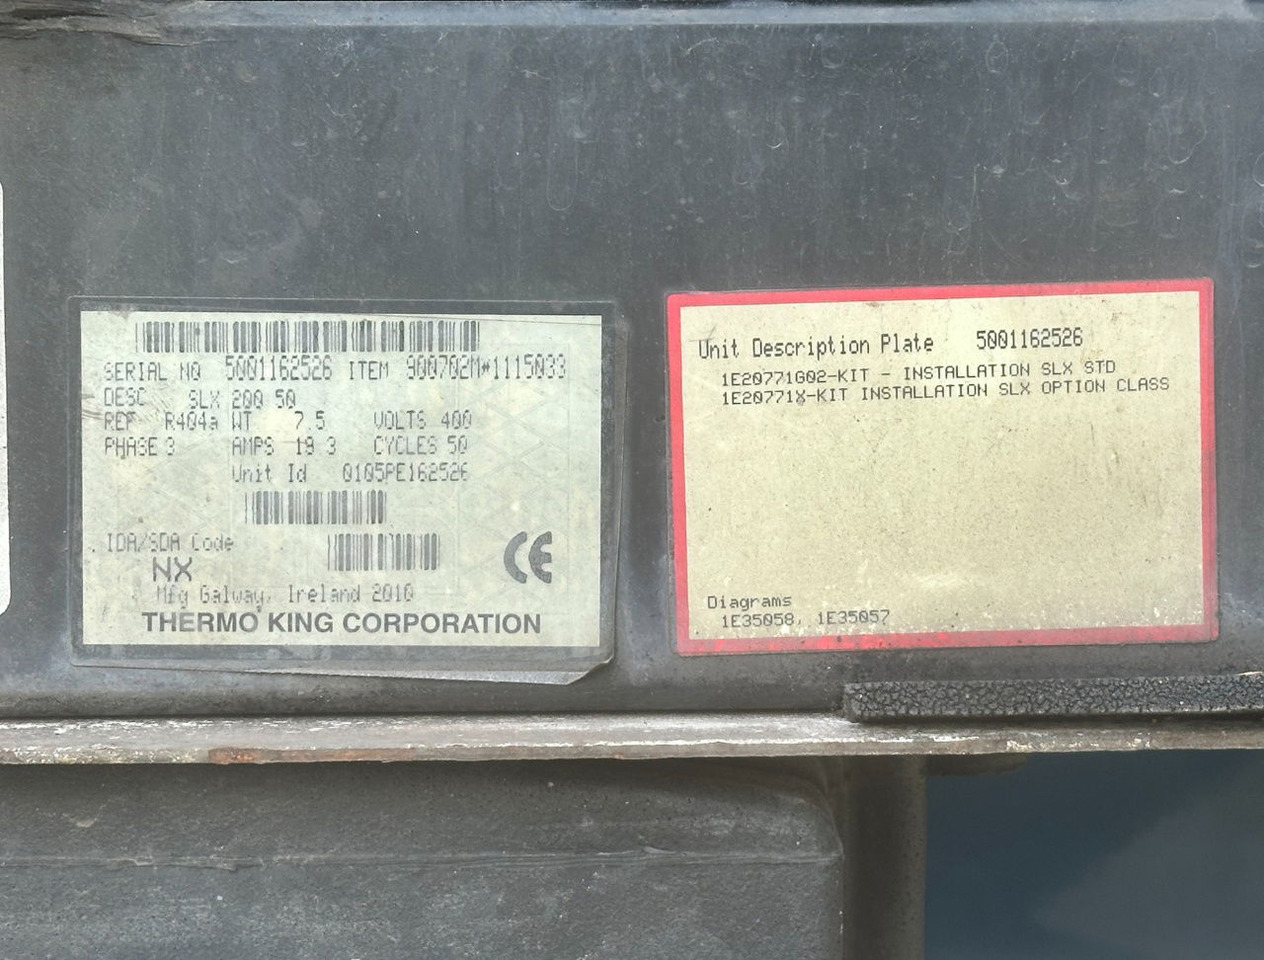 SERIAL NO 5001162526 ITEM 900702M*1115033
DESC SLX 200 50
REF R404a WT 7.5 VOLTS 400
PHASE 3 AMPS 19 3 CYCLES 50
Unit Id 0105PE162526
IDA/SDA Code
NX
CE
Mfg Galway, Ireland 2010
THERMO KING CORPORATION
Unit Description Plate 5001162526
1E20771G02-KIT - INSTALLATION SLX STD
1E20771X-KIT INSTALLATION SLX OPTION CLASS
Diagrams
1E35058, 1E35057